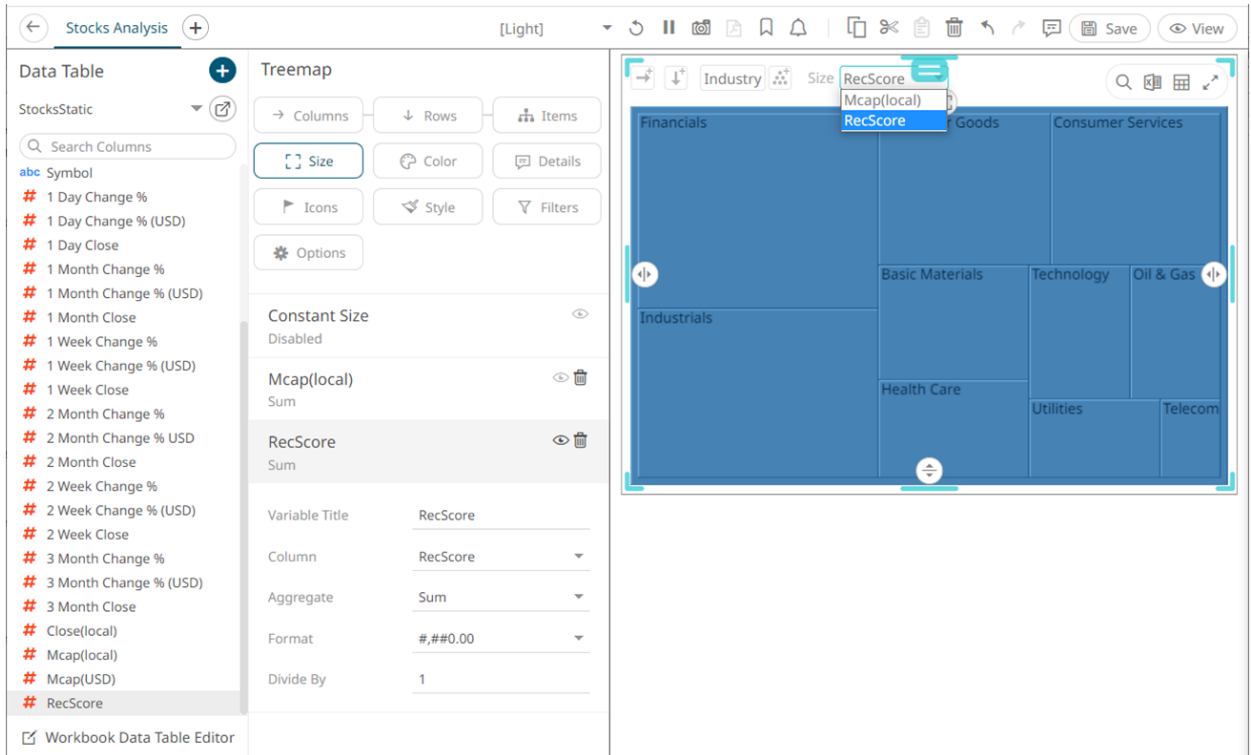 Stocks Analysis
[Light]
Save
View
Data Table
StocksStatic
Search Columns
abc Symbol
# 1 Day Change %
# 1 Day Change % (USD)
# 1 Day Close
# 1 Month Change %
# 1 Month Change % (USD)
# 1 Month Close
# 1 Week Change %
# 1 Week Change % (USD)
# 1 Week Close
# 2 Month Change %
# 2 Month Change % USD
# 2 Month Close
# 2 Week Change %
# 2 Week Change % (USD)
# 2 Week Close
# 3 Month Change %
# 3 Month Change % (USD)
# 3 Month Close
# Close(local)
# Mcap(local)
# Mcap(USD)
# RecScore
Workbook Data Table Editor
Treemap
Columns
Rows
Items
Size
Color
Details
Icons
Style
Filters
Options
Constant Size
Disabled
Mcap(local)
Sum
RecScore
Sum
Variable Title RecScore
Column RecScore
Aggregate Sum
Format #,##0.00
Divide By 1
Industry
Size RecScore
Mcap(local)
RecScore
Financials
Goods
Consumer Services
Basic Materials
Technology
Oil & Gas
Industrials
Health Care
Utilities
Telecom